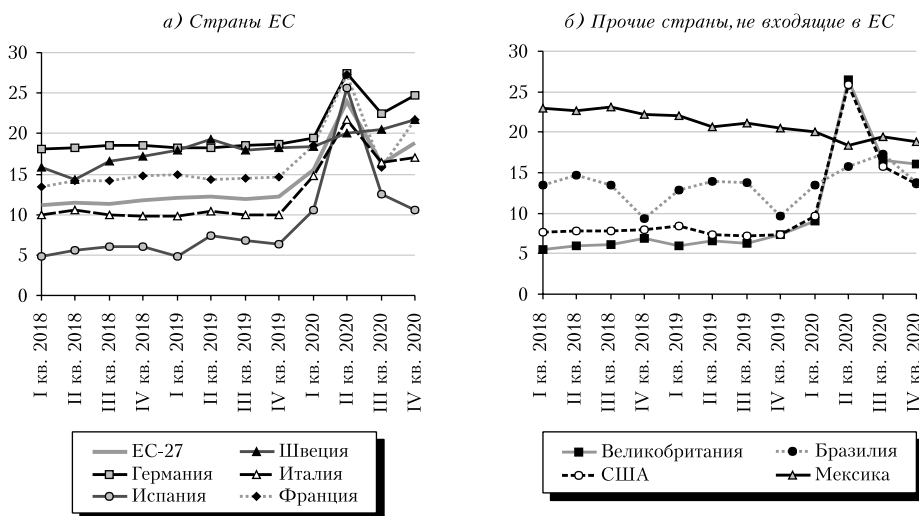 а) Страны ЕС
30
25
20
15
10
5
0
I кв. 2018
II кв. 2018
III кв. 2018
IV кв. 2018
I кв. 2019
II кв. 2019
III кв. 2019
IV кв. 2019
I кв. 2020
II кв. 2020
III кв. 2020
IV кв. 2020
ЕС-27
Швеция
Германия
Италия
Испания
Франция
б) Прочие страны, не входящие в ЕС
30
25
20
15
10
5
0
I кв. 2018
II кв. 2018
III кв. 2018
IV кв. 2018
I кв. 2019
II кв. 2019
III кв. 2019
IV кв. 2019
I кв. 2020
II кв. 2020
III кв. 2020
IV кв. 2020
Великобритания
Бразилия
США
Мексика